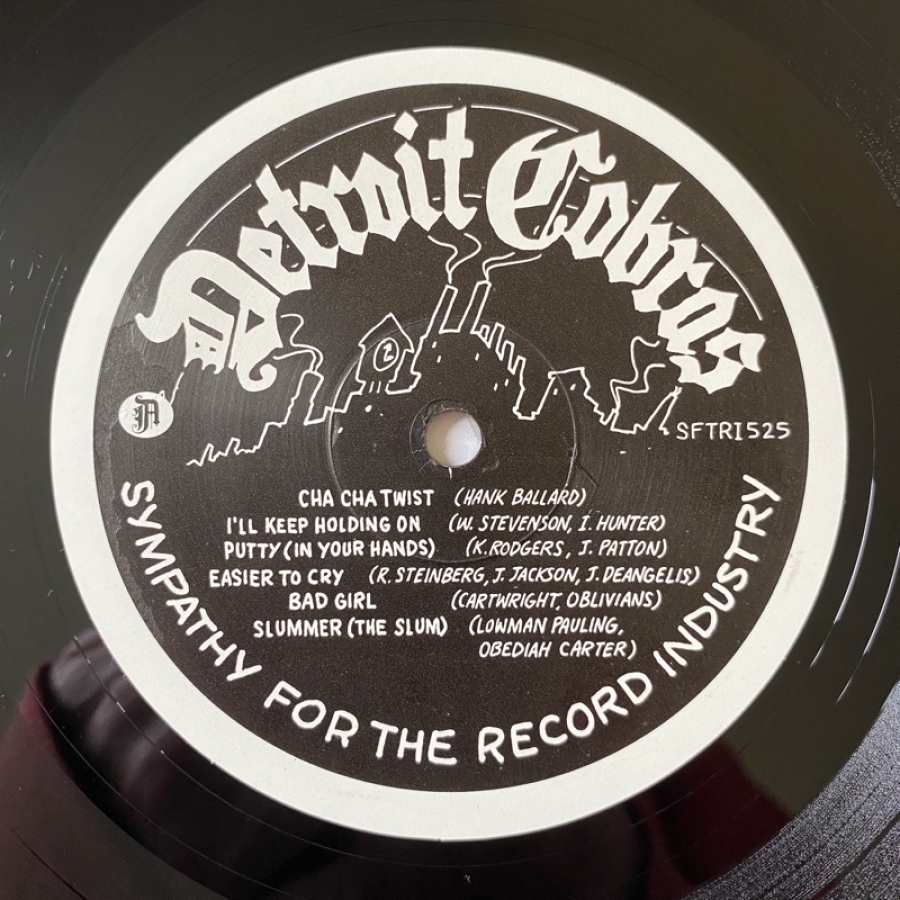 Detroit Cobras
2
A
SFTRI525
CHA CHA TWIST (HANK BALLARD)
I'LL KEEP HOLDING ON (W. STEVENSON, I. HUNTER)
PUTTY (IN YOUR HANDS) (K. RODGERS, J. PATTON)
EASIER TO CRY (R. STEINBERG, J. JACKSON, J. DEANGELIS)
BAD GIRL (CARTWRIGHT, OBLIVIANS)
SLUMMER (THE SLUM) (LOWMAN PAULING,
OBEDIAH CARTER)
SYMPATHY FOR THE RECORD INDUSTRY